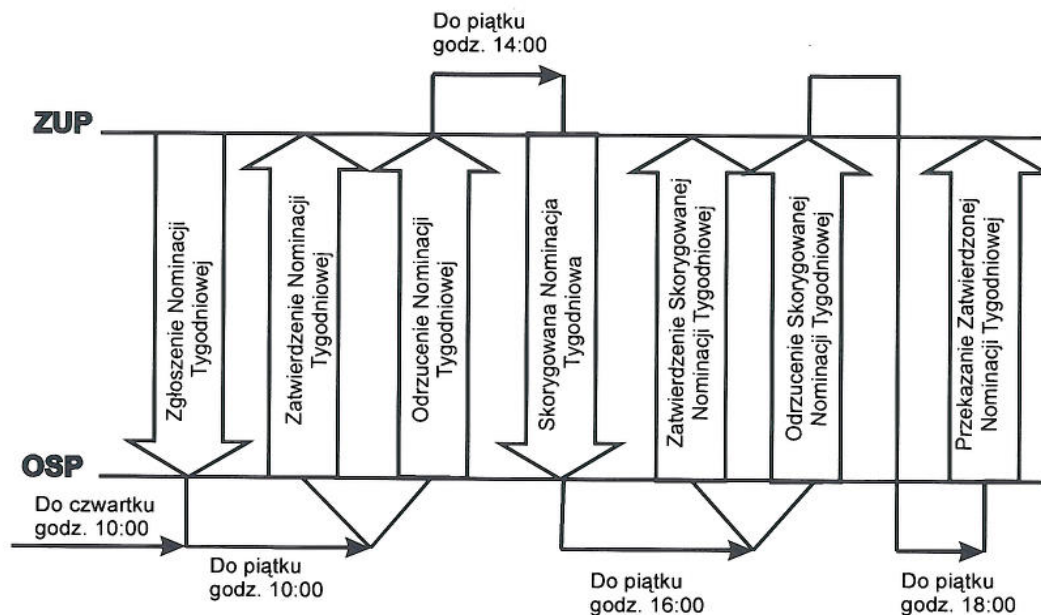 Do piątku
godz. 14:00
ZUP
Zgłoszenie Nominacji
Tygodniowej
Zatwierdzenie Nominacji
Tygodniowej
Odrzucenie Nominacji
Tygodniowej
Skorygowana Nominacja
Tygodniowa
Zatwierdzenie Skorygowanej
Nominacji Tygodniowej
Odrzucenie Skorygowanej
Nominacji Tygodniowej
Przekazanie Zatwierdzonej
Nominacji Tygodniowej
OSP
Do czwartku
godz. 10:00
Do piątku
godz. 10:00
Do piątku
godz. 16:00
Do piątku
godz. 18:00